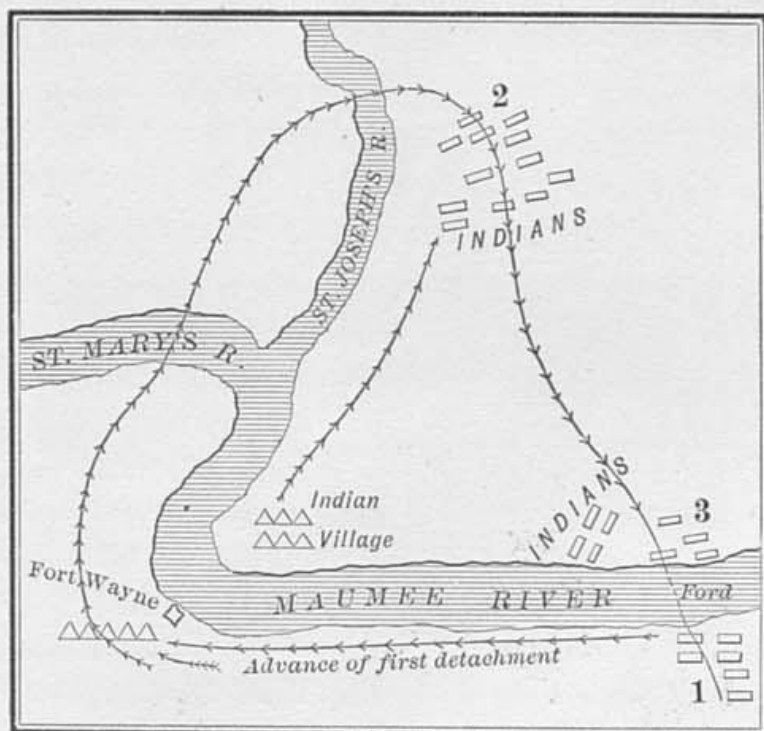 2
ST. JOSEPH'S R.
INDIANS
ST. MARY'S R.
Indian
Village
INDIANS
3
Fort Wayne
MAUMEE RIVER
Ford
Advance of first detachment
1